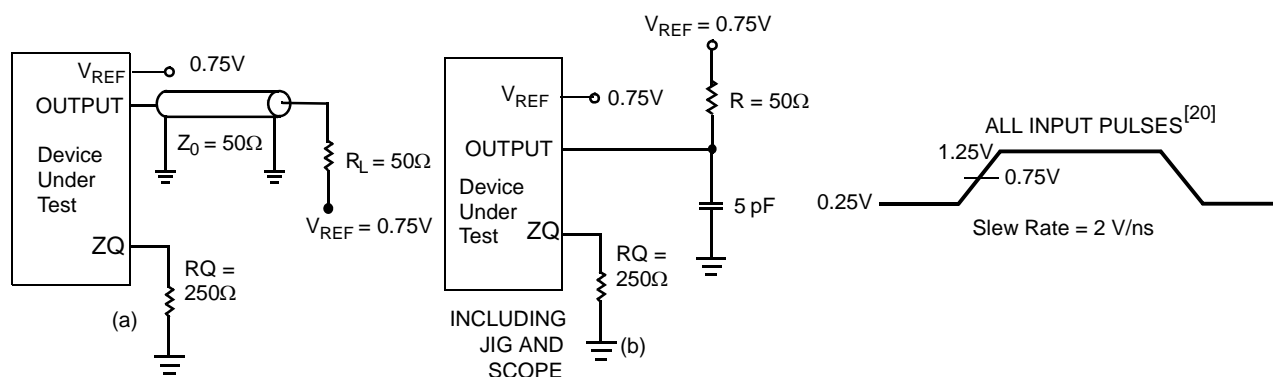 V_REF
0.75V
OUTPUT
Z_0 = 50Ω
Device
Under
Test
R_L = 50Ω
V_REF = 0.75V
ZQ
RQ =
250Ω
(a)
V_REF = 0.75V
V_REF
0.75V
R = 50Ω
OUTPUT
Device
Under
Test
5 pF
ZQ
RQ =
250Ω
INCLUDING
JIG AND
SCOPE
(b)
ALL INPUT PULSES[20]
1.25V
0.75V
0.25V
Slew Rate = 2 V/ns